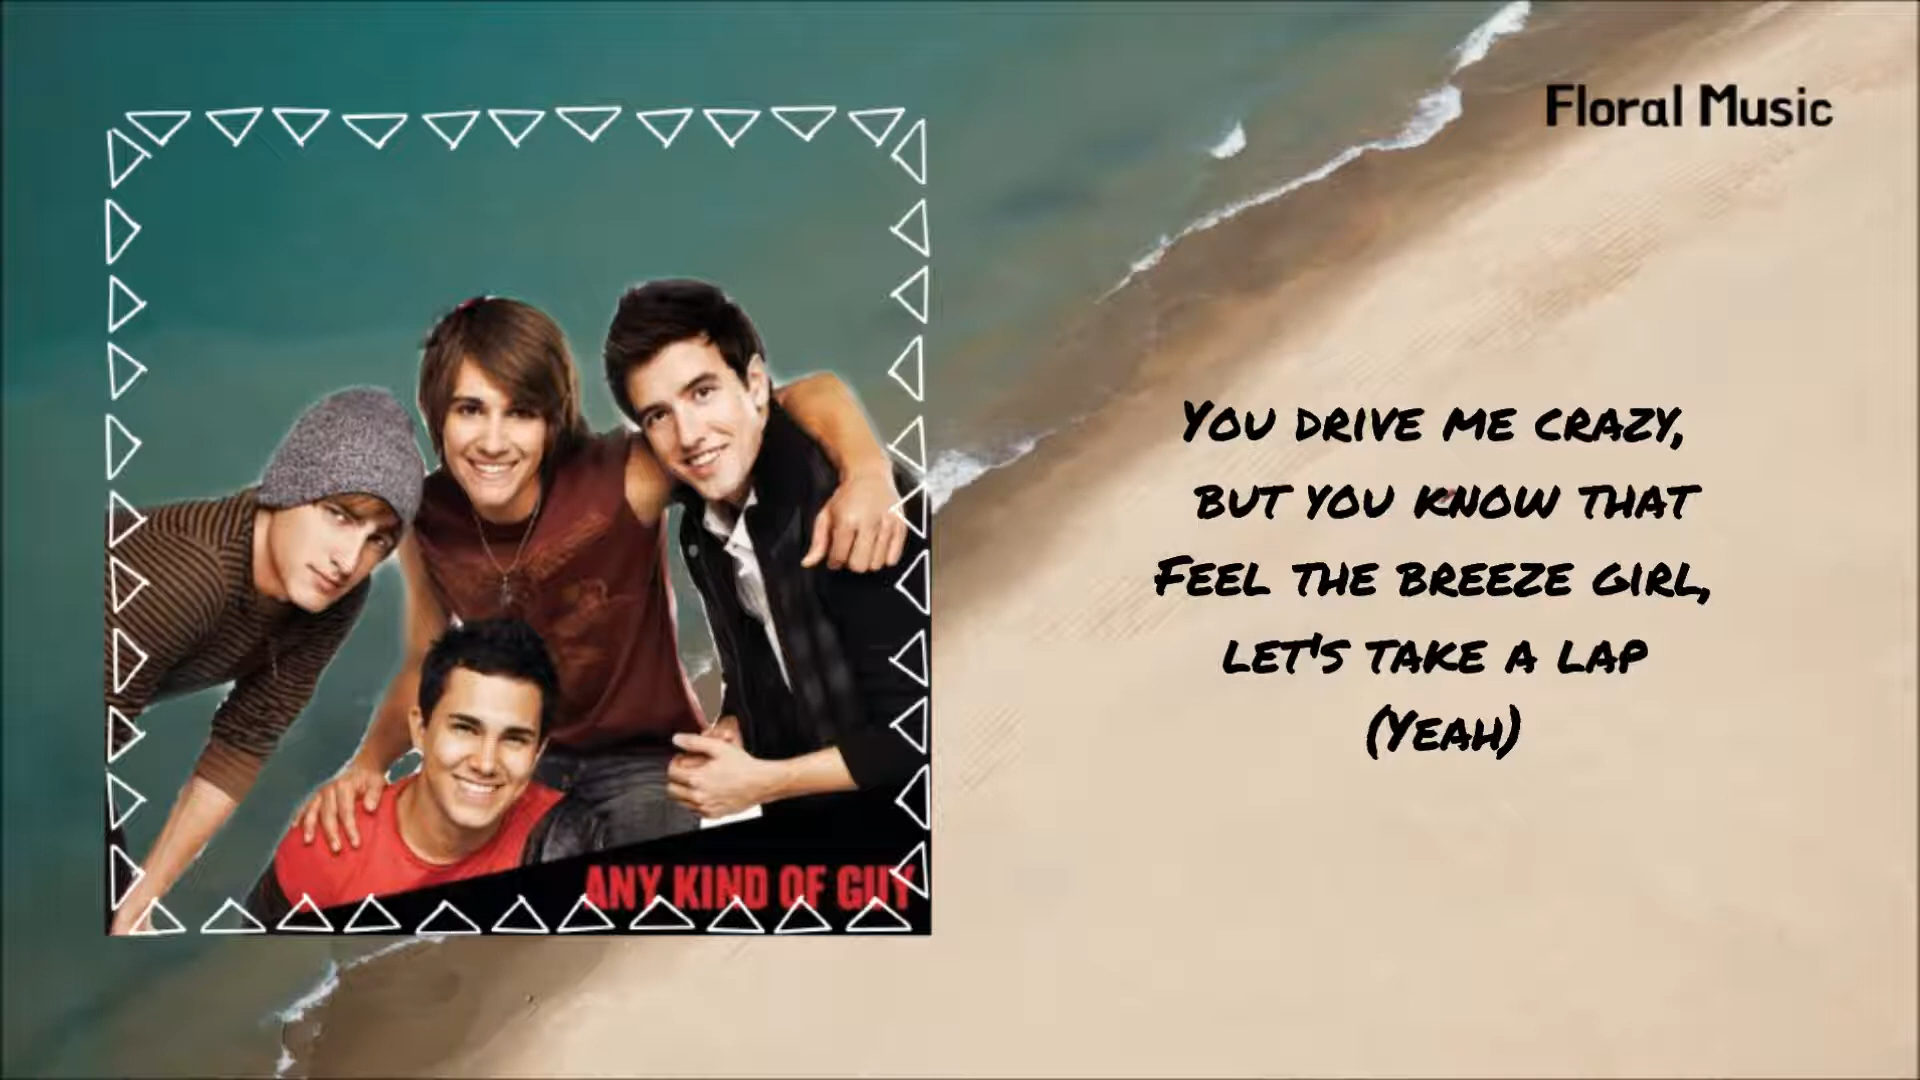 Floral Music
You drive me crazy,
but you know that
Feel the breeze girl,
let's take a lap
(Yeah)
ANY KIND OF GUY